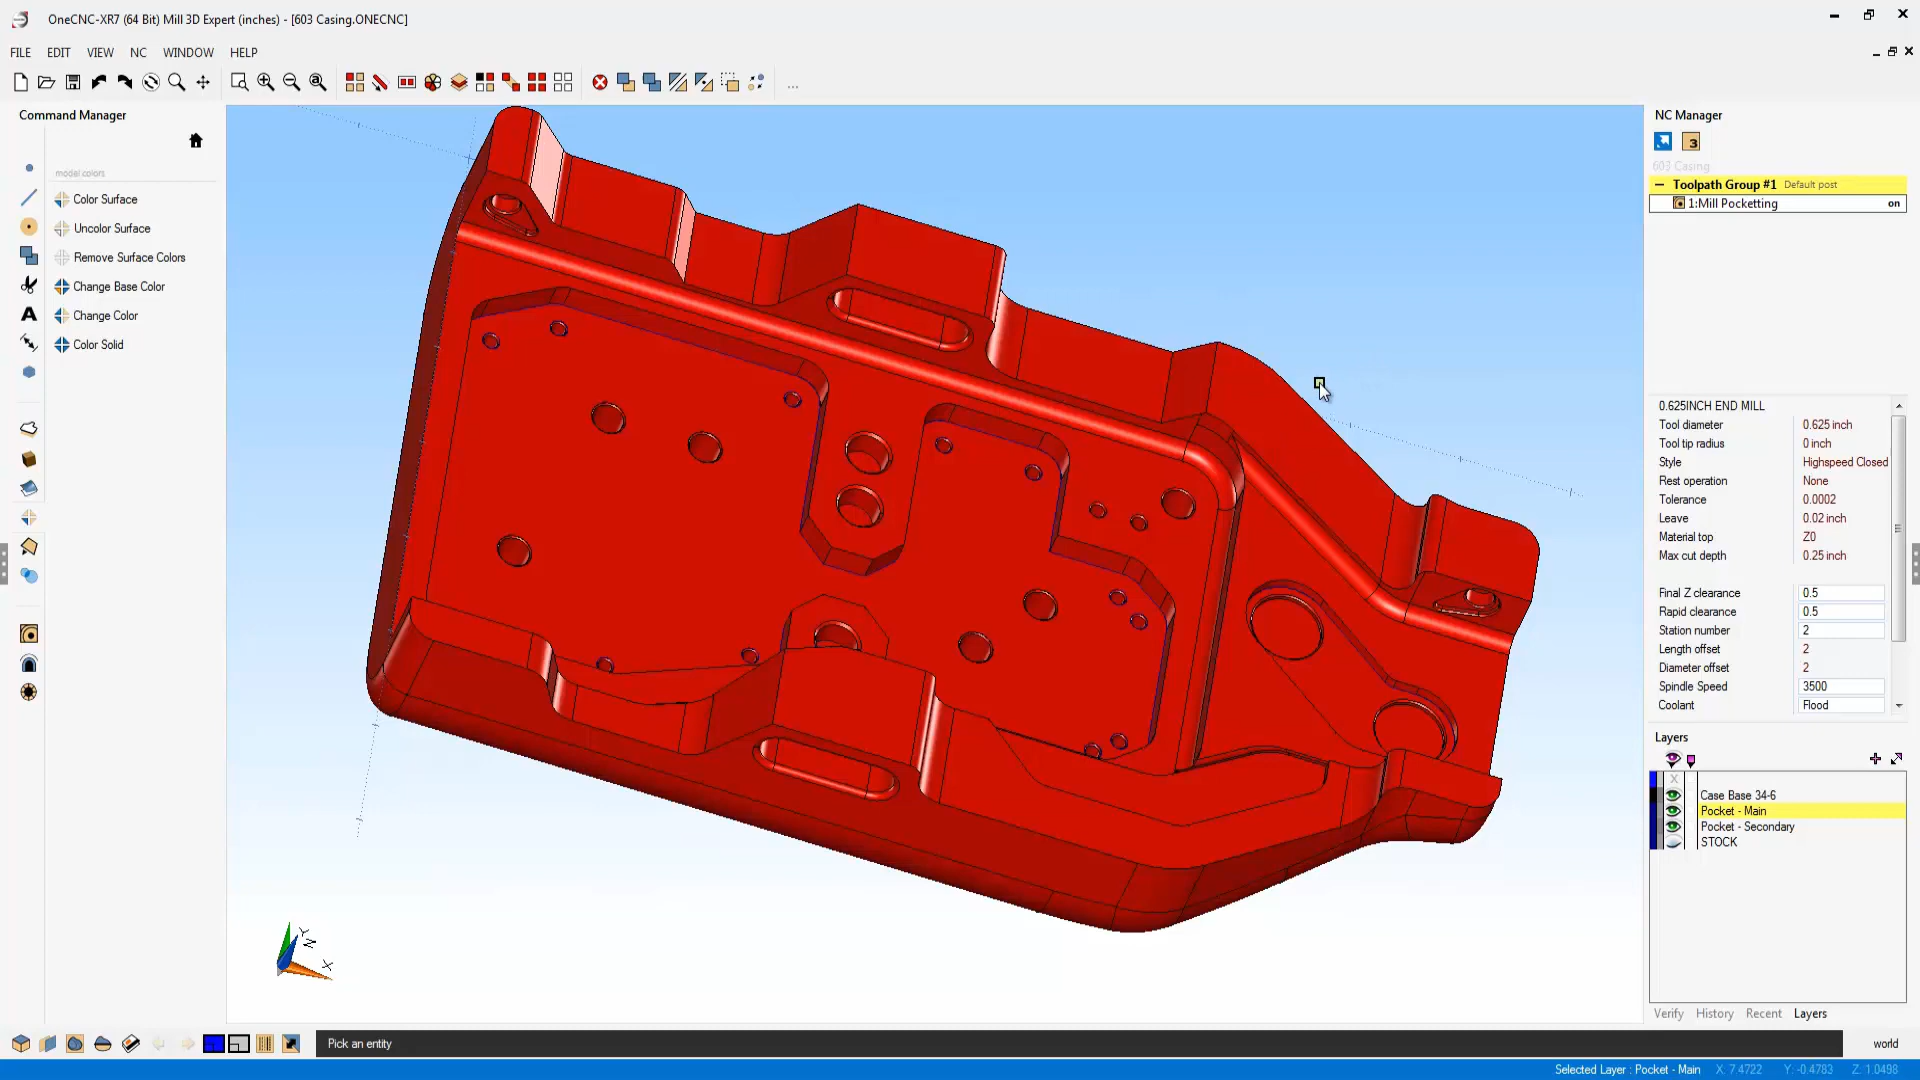 OneCNC-XR7 (64 Bit) Mill 3D Expert (inches) - [603 Casing.ONECNC]
FILE EDIT VIEW NC WINDOW HELP
...
Command Manager
model colors
Color Surface
Uncolor Surface
Remove Surface Colors
Change Base Color
Change Color
Color Solid
A
Y
Z
X
NC Manager
3
603 Casing
Toolpath Group #1 Default post
1:Mill Pocketting on
0.625INCH END MILL
Tool diameter 0.625 inch
Tool tip radius 0 inch
Style Highspeed Closed
Rest operation None
Tolerance 0.0002
Leave 0.02 inch
Material top Z0
Max cut depth 0.25 inch
Final Z clearance 0.5
Rapid clearance 0.5
Station number 2
Length offset 2
Diameter offset 2
Spindle Speed 3500
Coolant Flood
Layers
X
Case Base 34-6
Pocket - Main
Pocket - Secondary
STOCK
Verify History Recent Layers
Pick an entity
world
Selected Layer : Pocket - Main X: 7.4722 Y: -0.4783 Z: 1.0498